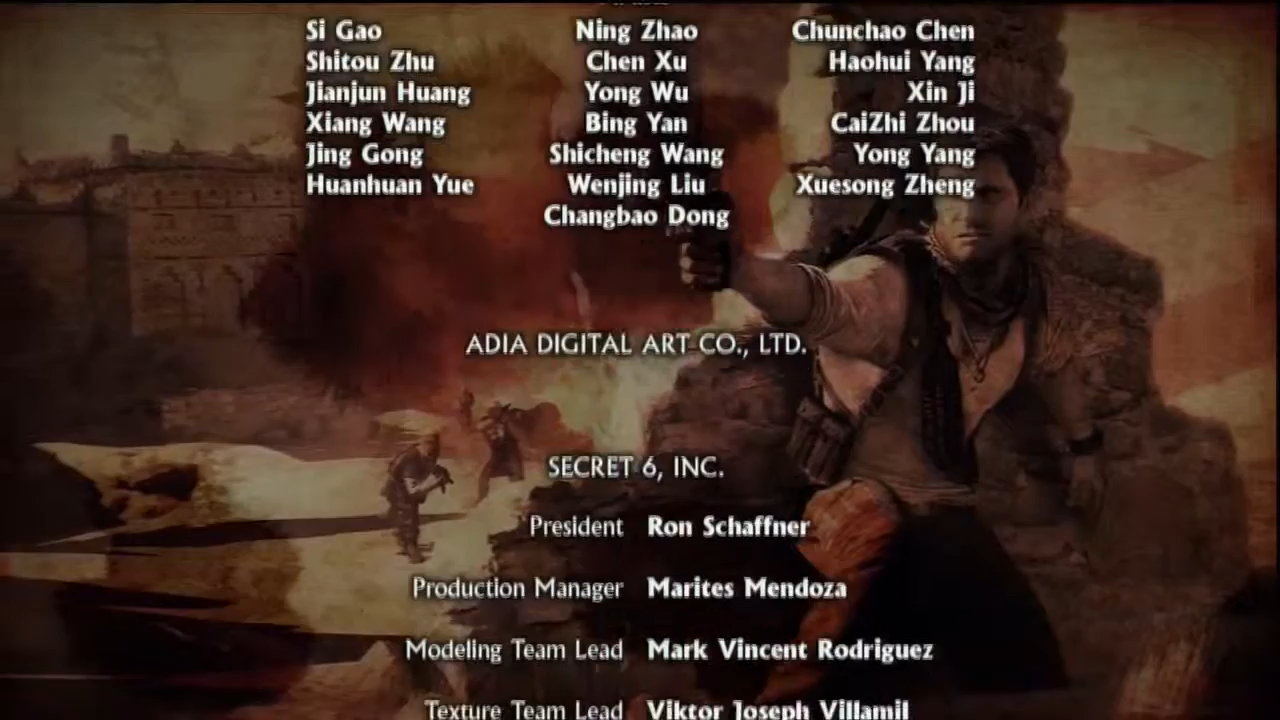 Si Gao Ning Zhao Chunchao Chen
Shitou Zhu Chen Xu Haohui Yang
Jianjun Huang Yong Wu Xin Ji
Xiang Wang Bing Yan CaiZhi Zhou
Jing Gong Shicheng Wang Yong Yang
Huanhuan Yue Wenjing Liu Xuesong Zheng
Changbao Dong
ADIA DIGITAL ART CO., LTD.
SECRET 6, INC.
President Ron Schaffner
Production Manager Marites Mendoza
Modeling Team Lead Mark Vincent Rodriguez
Texture Team Lead Viktor Joseph Villamil